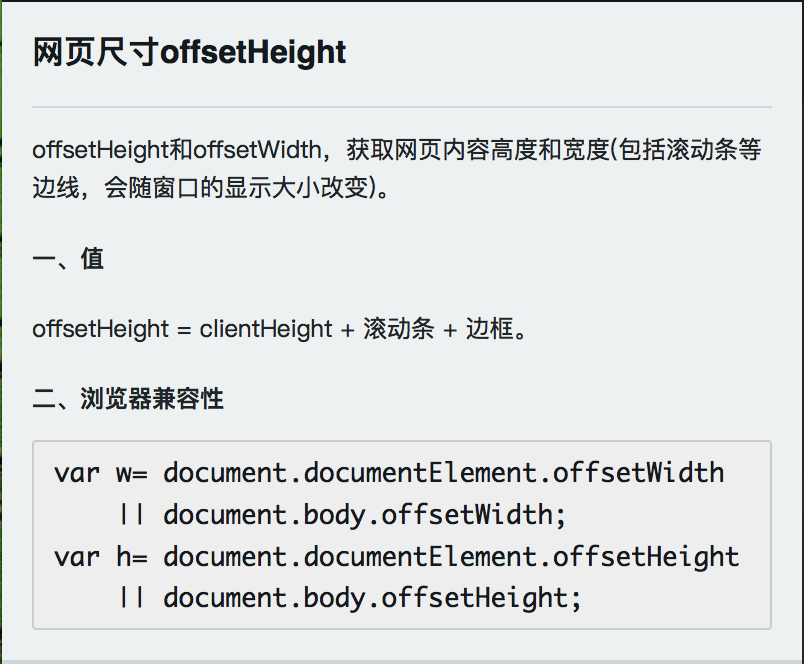 网页尺寸offsetHeight
offsetHeight和offsetWidth，获取网页内容高度和宽度(包括滚动条等
边线，会随窗口的显示大小改变)。
一、值
offsetHeight = clientHeight + 滚动条 + 边框。
二、浏览器兼容性
var w= document.documentElement.offsetWidth
|| document.body.offsetWidth;
var h= document.documentElement.offsetHeight
|| document.body.offsetHeight;